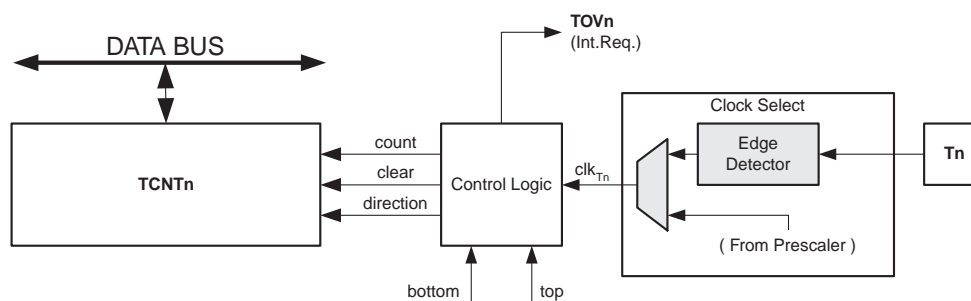 TOVn
(Int.Req.)
DATA BUS
Clock Select
TCNTn
count
clear
direction
Control Logic
clkTn
Edge
Detector
Tn
( From Prescaler )
bottom
top